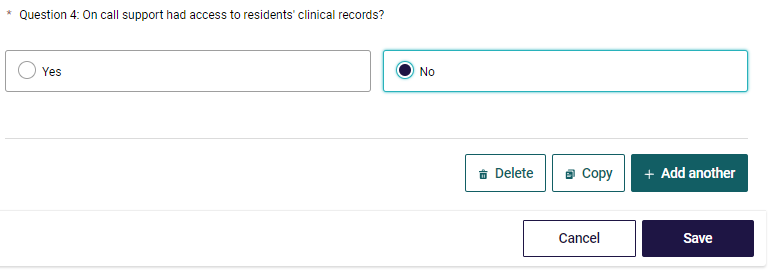 * Question 4: On call support had access to residents' clinical records?
Yes
No
Delete
Copy
+ Add another
Cancel
Save